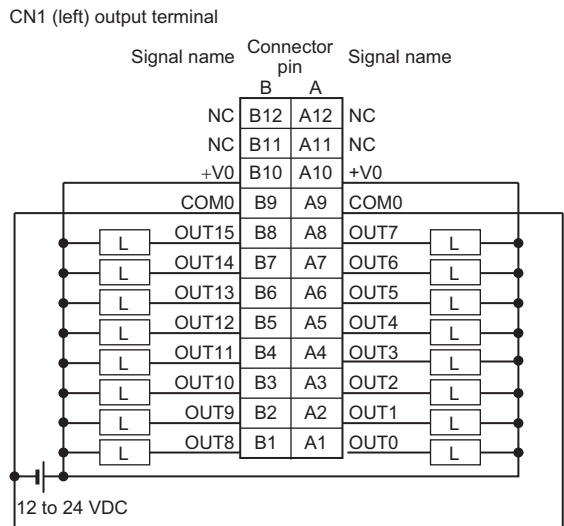 CN1 (left) output terminal
Signal name Connector pin Signal name
B A
NC B12 A12 NC
NC B11 A11 NC
+V0 B10 A10 +V0
COM0 B9 A9 COM0
L OUT15 B8 A8 OUT7 L
L OUT14 B7 A7 OUT6 L
L OUT13 B6 A6 OUT5 L
L OUT12 B5 A5 OUT4 L
L OUT11 B4 A4 OUT3 L
L OUT10 B3 A3 OUT2 L
L OUT9 B2 A2 OUT1 L
L OUT8 B1 A1 OUT0 L
12 to 24 VDC